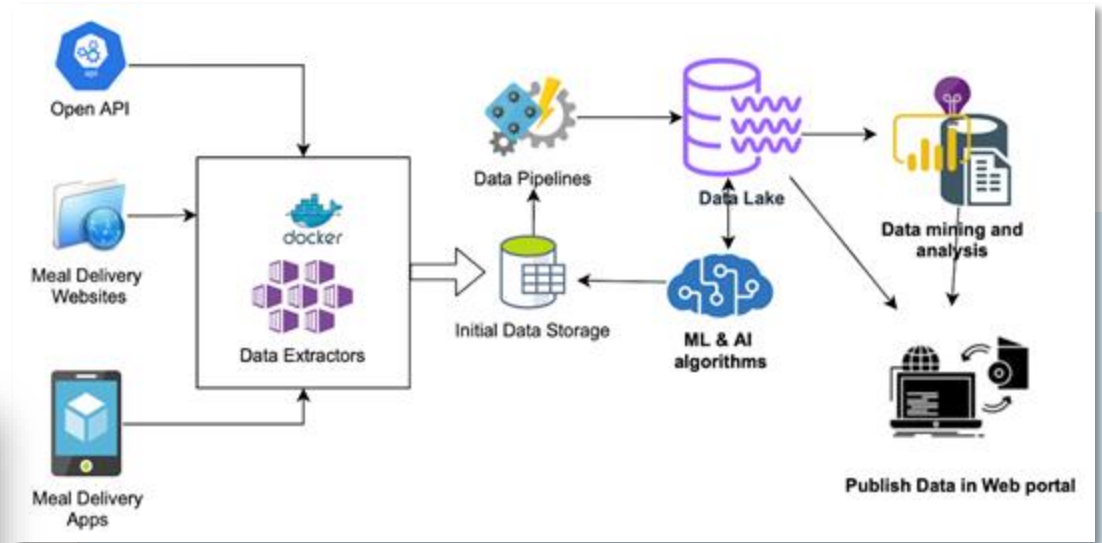 api
Open API
Meal Delivery
Websites
Meal Delivery
Apps
docker
Data Extractors
Data Pipelines
Initial Data Storage
Data Lake
ML & AI
algorithms
Data mining and
analysis
Publish Data in Web portal